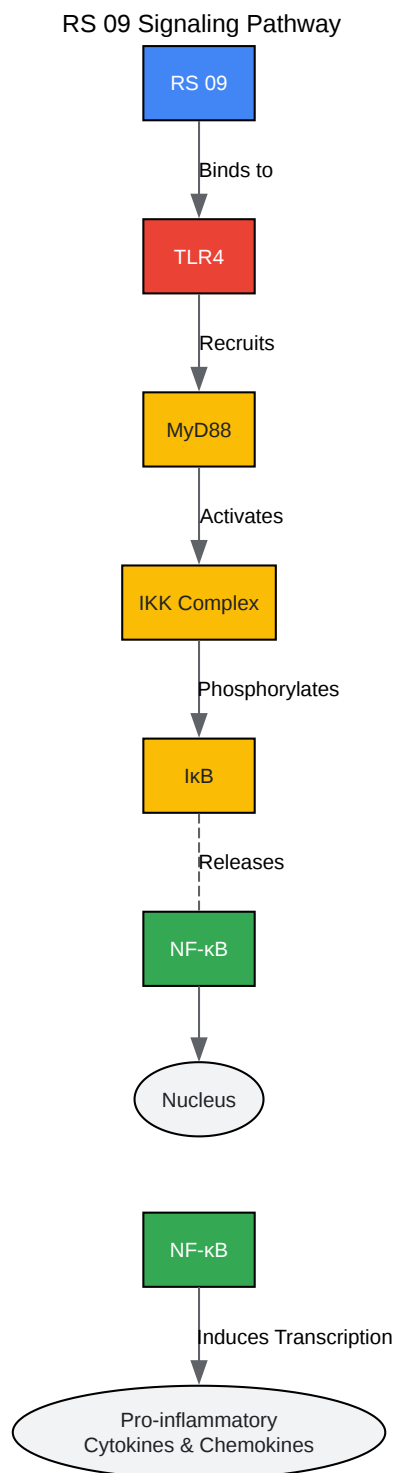 RS 09 Signaling Pathway
RS 09
Binds to
TLR4
Recruits
MyD88
Activates
IKK Complex
Phosphorylates
IκB
Releases
NF-κB
Nucleus
NF-κB
Induces Transcription
Pro-inflammatory
Cytokines & Chemokines